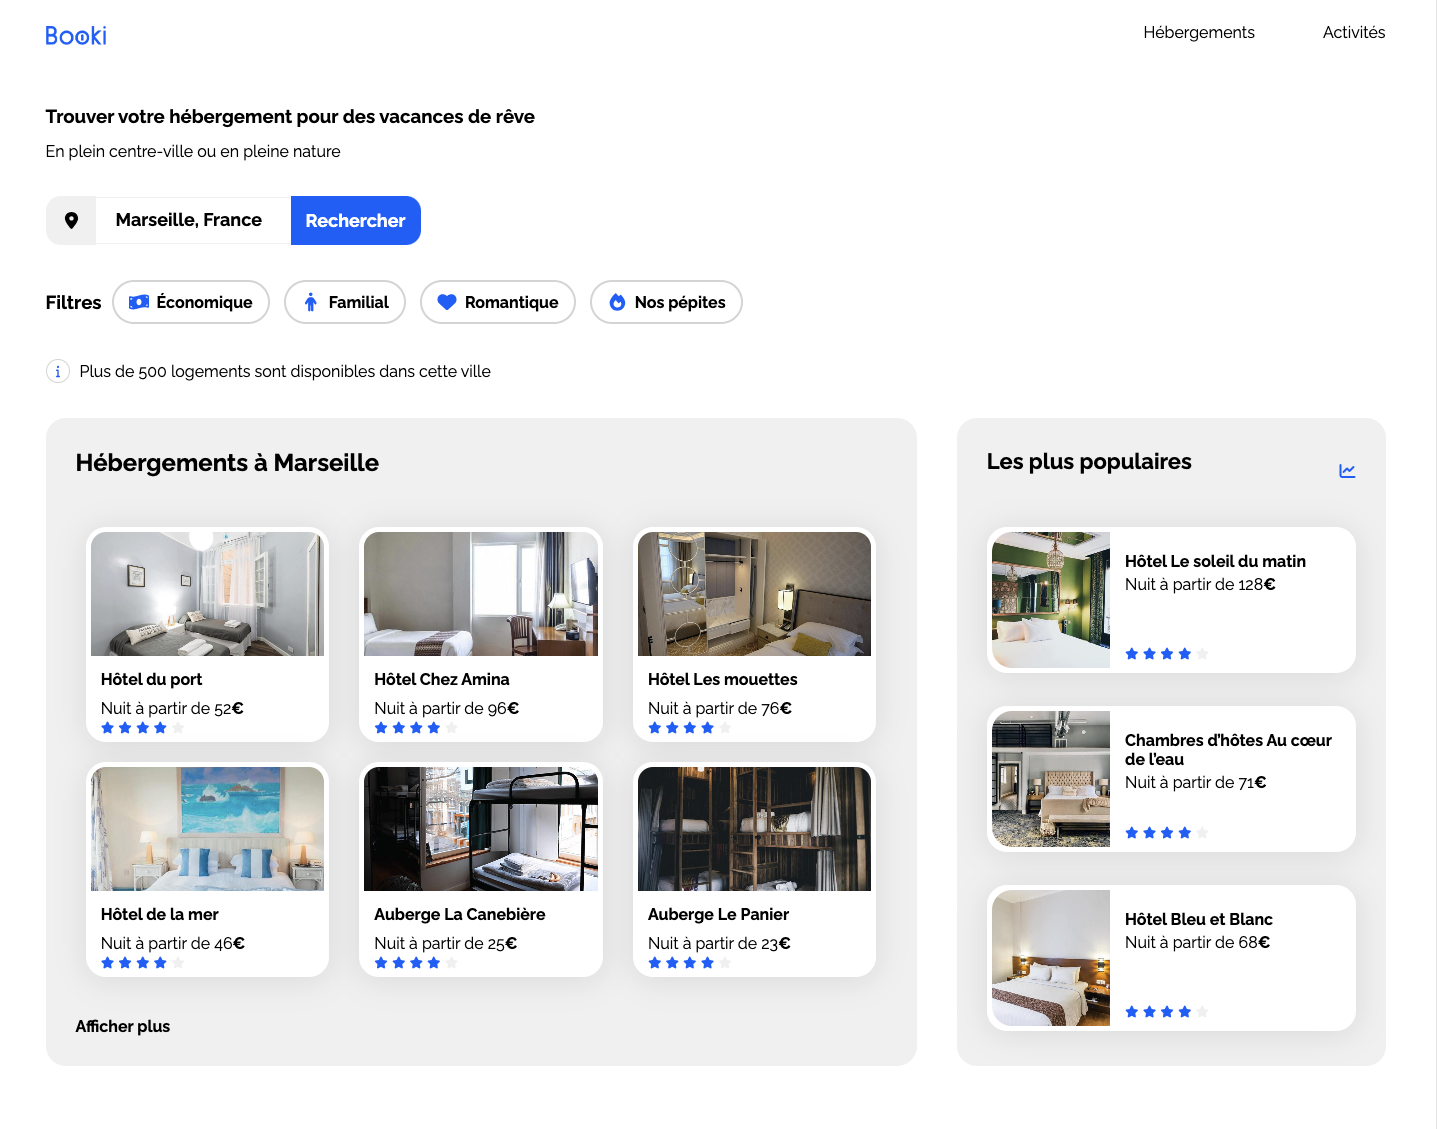 Booki
Hébergements
Activités
Trouver votre hébergement pour des vacances de rêve
En plein centre-ville ou en pleine nature
Marseille, France
Rechercher
Filtres
Économique
Familial
Romantique
Nos pépites
Plus de 500 logements sont disponibles dans cette ville
Hébergements à Marseille
Hôtel du port
Nuit à partir de 52€
Hôtel Chez Amina
Nuit à partir de 96€
Hôtel Les mouettes
Nuit à partir de 76€
Hôtel de la mer
Nuit à partir de 46€
Auberge La Canebière
Nuit à partir de 25€
Auberge Le Panier
Nuit à partir de 23€
Afficher plus
Les plus populaires
Hôtel Le soleil du matin
Nuit à partir de 128€
Chambres d’hôtes Au cœur
de l’eau
Nuit à partir de 71€
Hôtel Bleu et Blanc
Nuit à partir de 68€